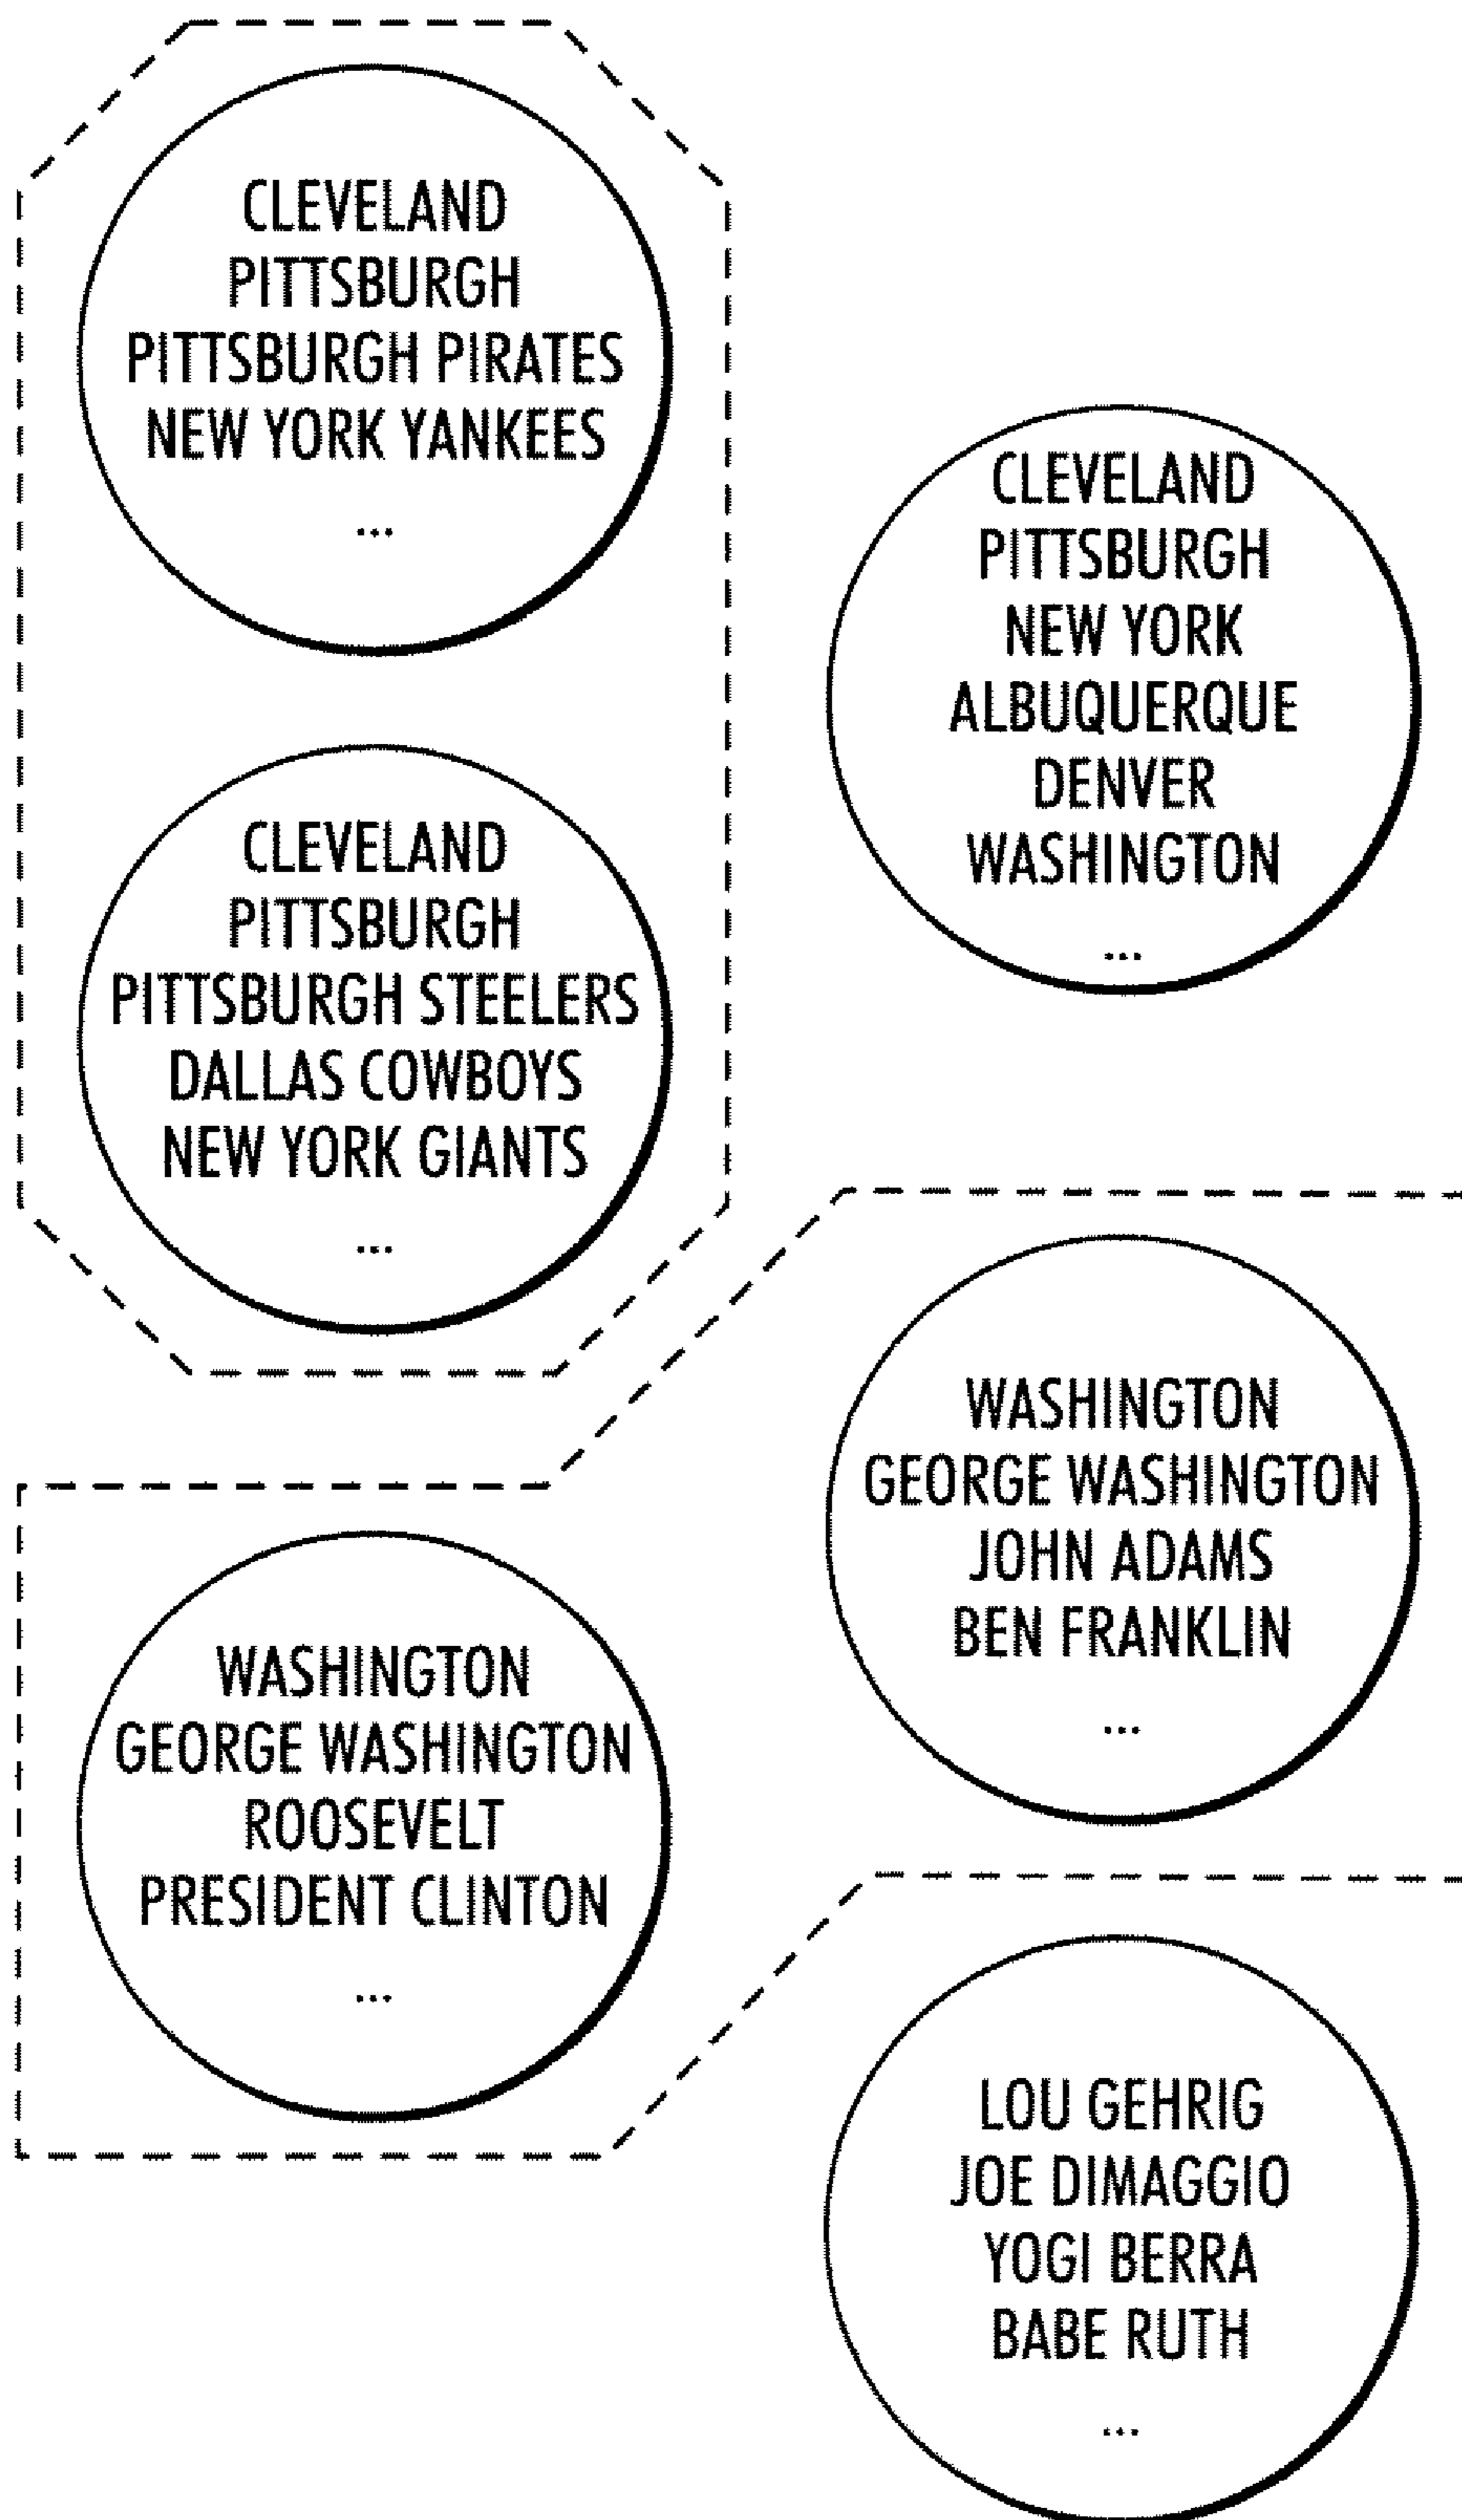 CLEVELAND
PITTSBURGH
PITTSBURGH PIRATES
NEW YORK YANKEES
...
CLEVELAND
PITTSBURGH
NEW YORK
ALBUQUERQUE
DENVER
WASHINGTON
...
CLEVELAND
PITTSBURGH
PITTSBURGH STEELERS
DALLAS COWBOYS
NEW YORK GIANTS
...
WASHINGTON
GEORGE WASHINGTON
JOHN ADAMS
BEN FRANKLIN
...
WASHINGTON
GEORGE WASHINGTON
ROOSEVELT
PRESIDENT CLINTON
...
LOU GEHRIG
JOE DIMAGGIO
YOGI BERRA
BABE RUTH
...